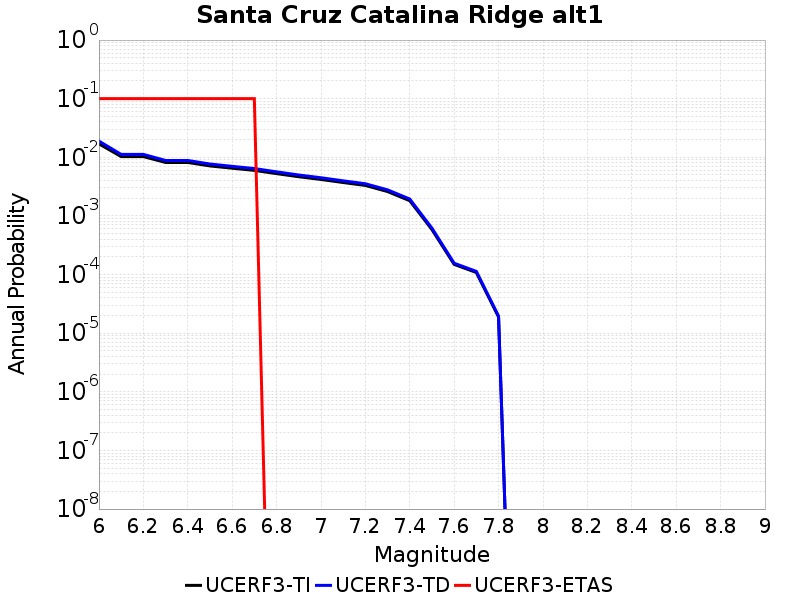 Santa Cruz Catalina Ridge alt1
Annual Probability
10^0
10^-1
10^-2
10^-3
10^-4
10^-5
10^-6
10^-7
10^-8
6 6.2 6.4 6.6 6.8 7 7.2 7.4 7.6 7.8 8 8.2 8.4 8.6 8.8 9
Magnitude
UCERF3-TI UCERF3-TD UCERF3-ETAS